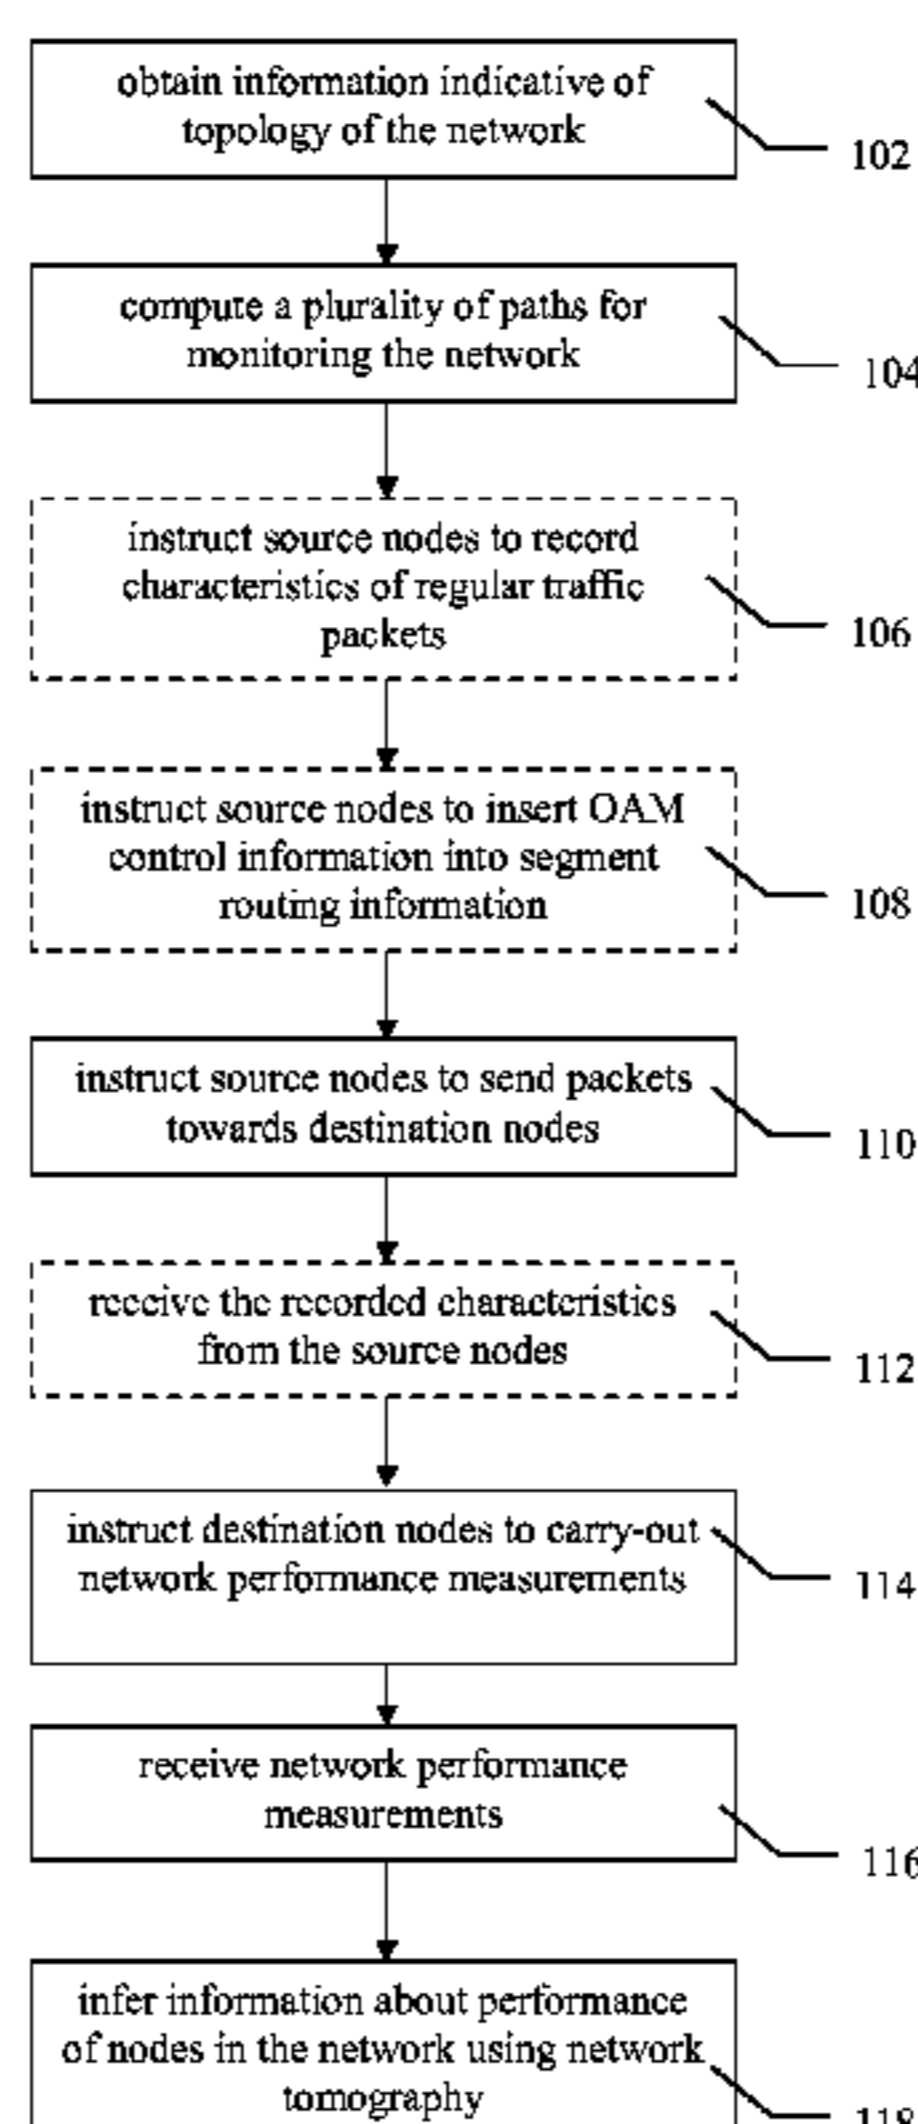 obtain information indicative of
topology of the network
102
compute a plurality of paths for
monitoring the network
104
instruct source nodes to record
characteristics of regular traffic
packets
106
instruct source nodes to insert OAM
control information into segment
routing information
108
instruct source nodes to send packets
towards destination nodes
110
receive the recorded characteristics
from the source nodes
112
instruct destination nodes to carry-out
network performance measurements
114
receive network performance
measurements
116
infer information about performance
of nodes in the network using network
tomography
118